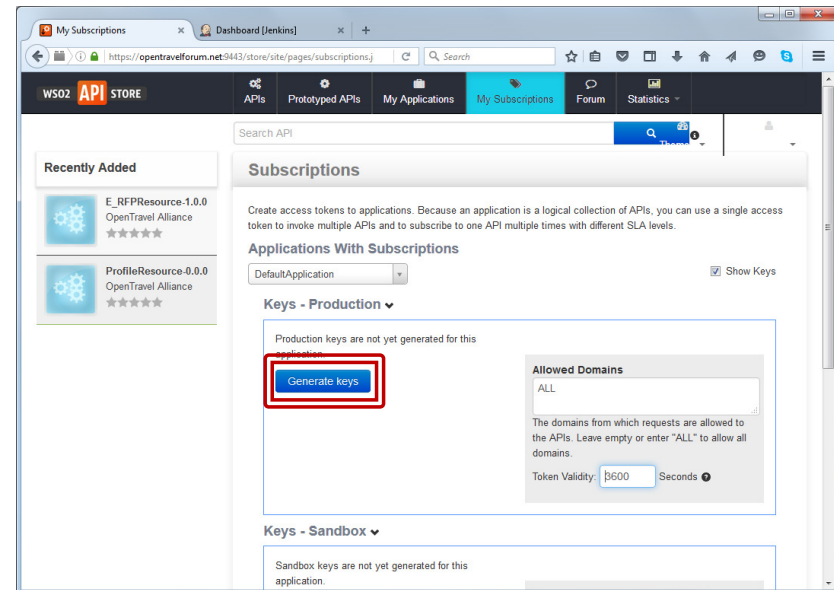 My Subscriptions × Dashboard [Jenkins] × +
https://opentravelforum.net:9443/store/site/pages/subscriptions.j Search
WSO2 API STORE APIs Prototyped APIs My Applications My Subscriptions Forum Statistics
Search API
Theme
Recently Added
E_RFPResource-1.0.0
OpenTravel Alliance
ProfileResource-0.0.0
OpenTravel Alliance
Subscriptions
Create access tokens to applications. Because an application is a logical collection of APIs, you can use a single access
token to invoke multiple APIs and to subscribe to one API multiple times with different SLA levels.
Applications With Subscriptions
DefaultApplication Show Keys
Keys - Production
Production keys are not yet generated for this
application.
Generate keys
Allowed Domains
ALL
The domains from which requests are allowed to
the APIs. Leave empty or enter "ALL" to allow all
domains.
Token Validity: 3600 Seconds
Keys - Sandbox
Sandbox keys are not yet generated for this
application.